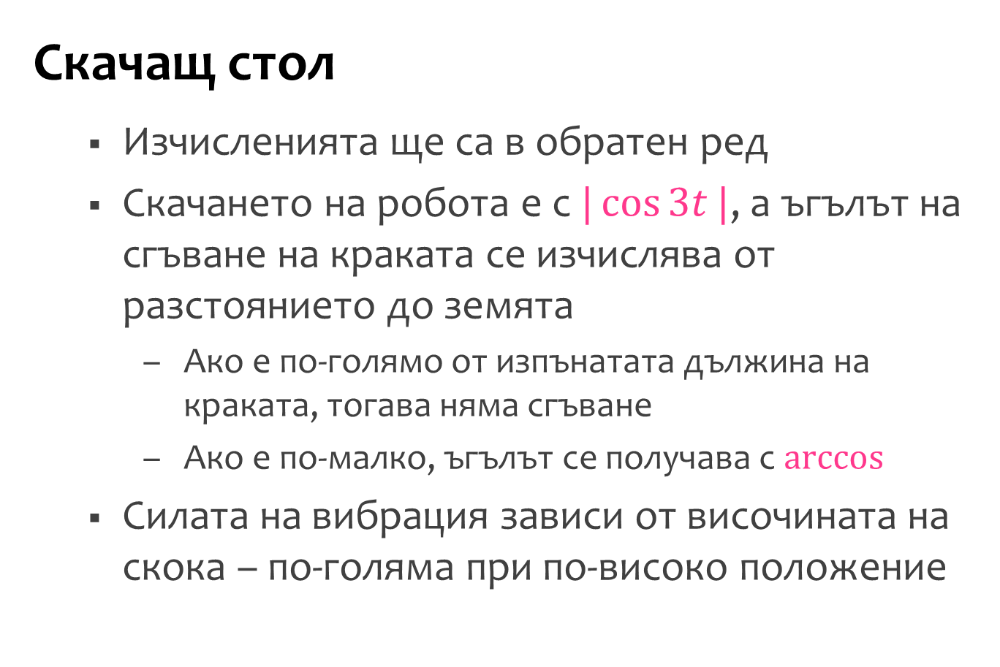 Скачащ стол
▪ Изчисленията ще са в обратен ред
▪ Скачането на робота е с | cos 3t |, а ъгълът на
сгъване на краката се изчислява от
разстоянието до земята
– Ако е по-голямо от изпънатата дължина на
краката, тогава няма сгъване
– Ако е по-малко, ъгълът се получава с arccos
▪ Силата на вибрация зависи от височината на
скока – по-голяма при по-високо положение